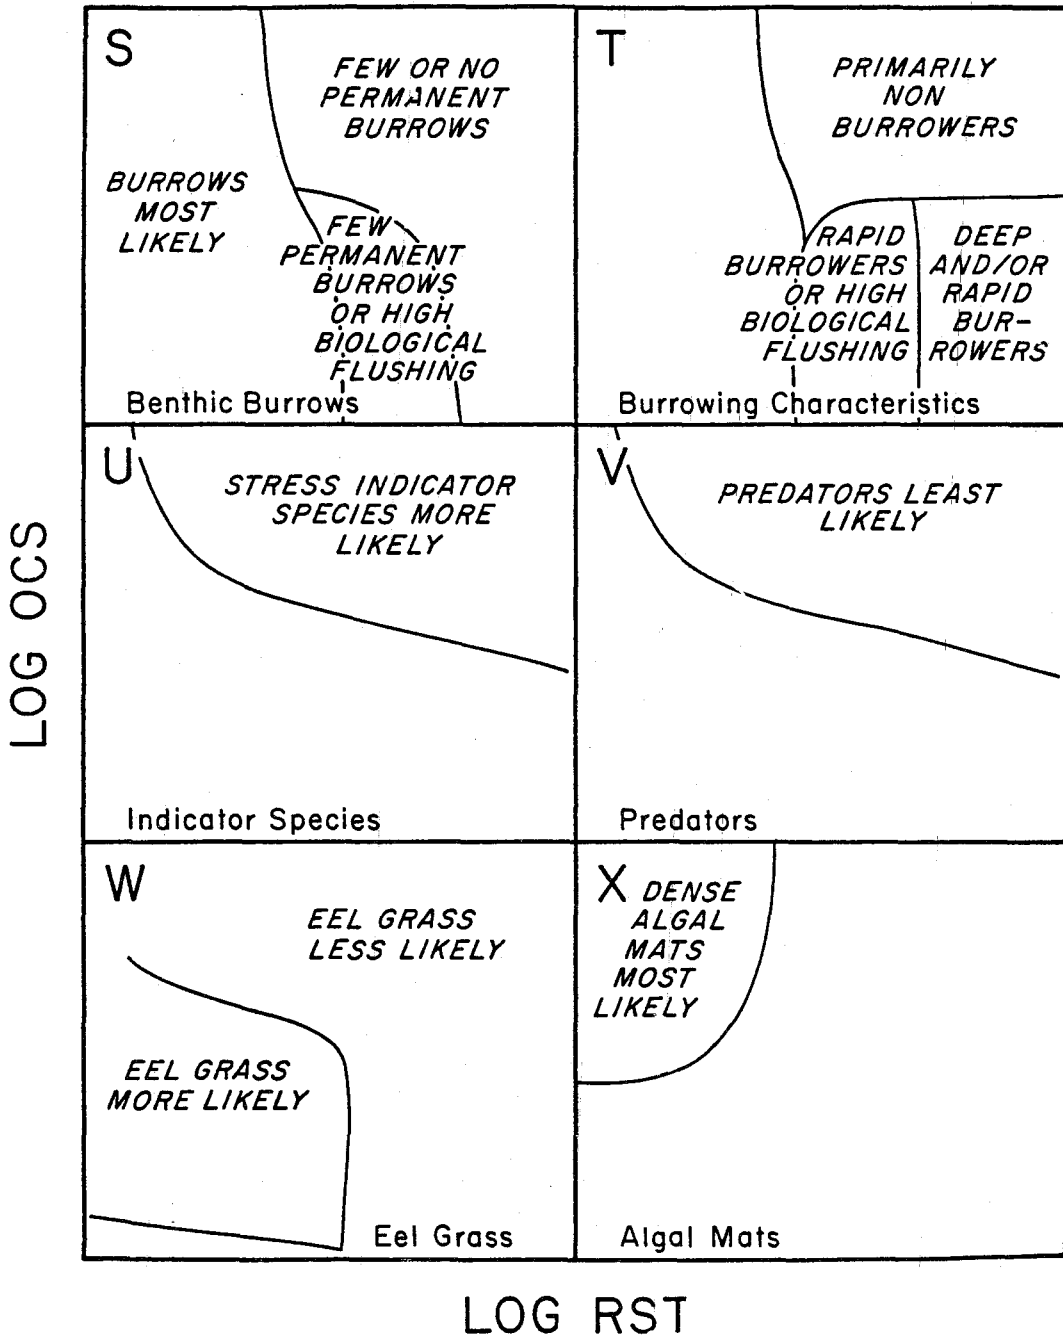 S
FEW OR NO
PERMANENT
BURROWS
BURROWS
MOST
LIKELY
FEW
PERMANENT
BURROWS
OR HIGH
BIOLOGICAL
FLUSHING
Benthic Burrows
T
PRIMARILY
NON
BURROWERS
RAPID
BURROWERS
OR HIGH
BIOLOGICAL
FLUSHING
DEEP
AND/OR
RAPID
BUR-
ROWERS
Burrowing Characteristics
U
STRESS INDICATOR
SPECIES MORE
LIKELY
Indicator Species
V
PREDATORS LEAST
LIKELY
Predators
W
EEL GRASS
LESS LIKELY
EEL GRASS
MORE LIKELY
Eel Grass
X
DENSE
ALGAL
MATS
MOST
LIKELY
Algal Mats
LOG OCS
LOG RST